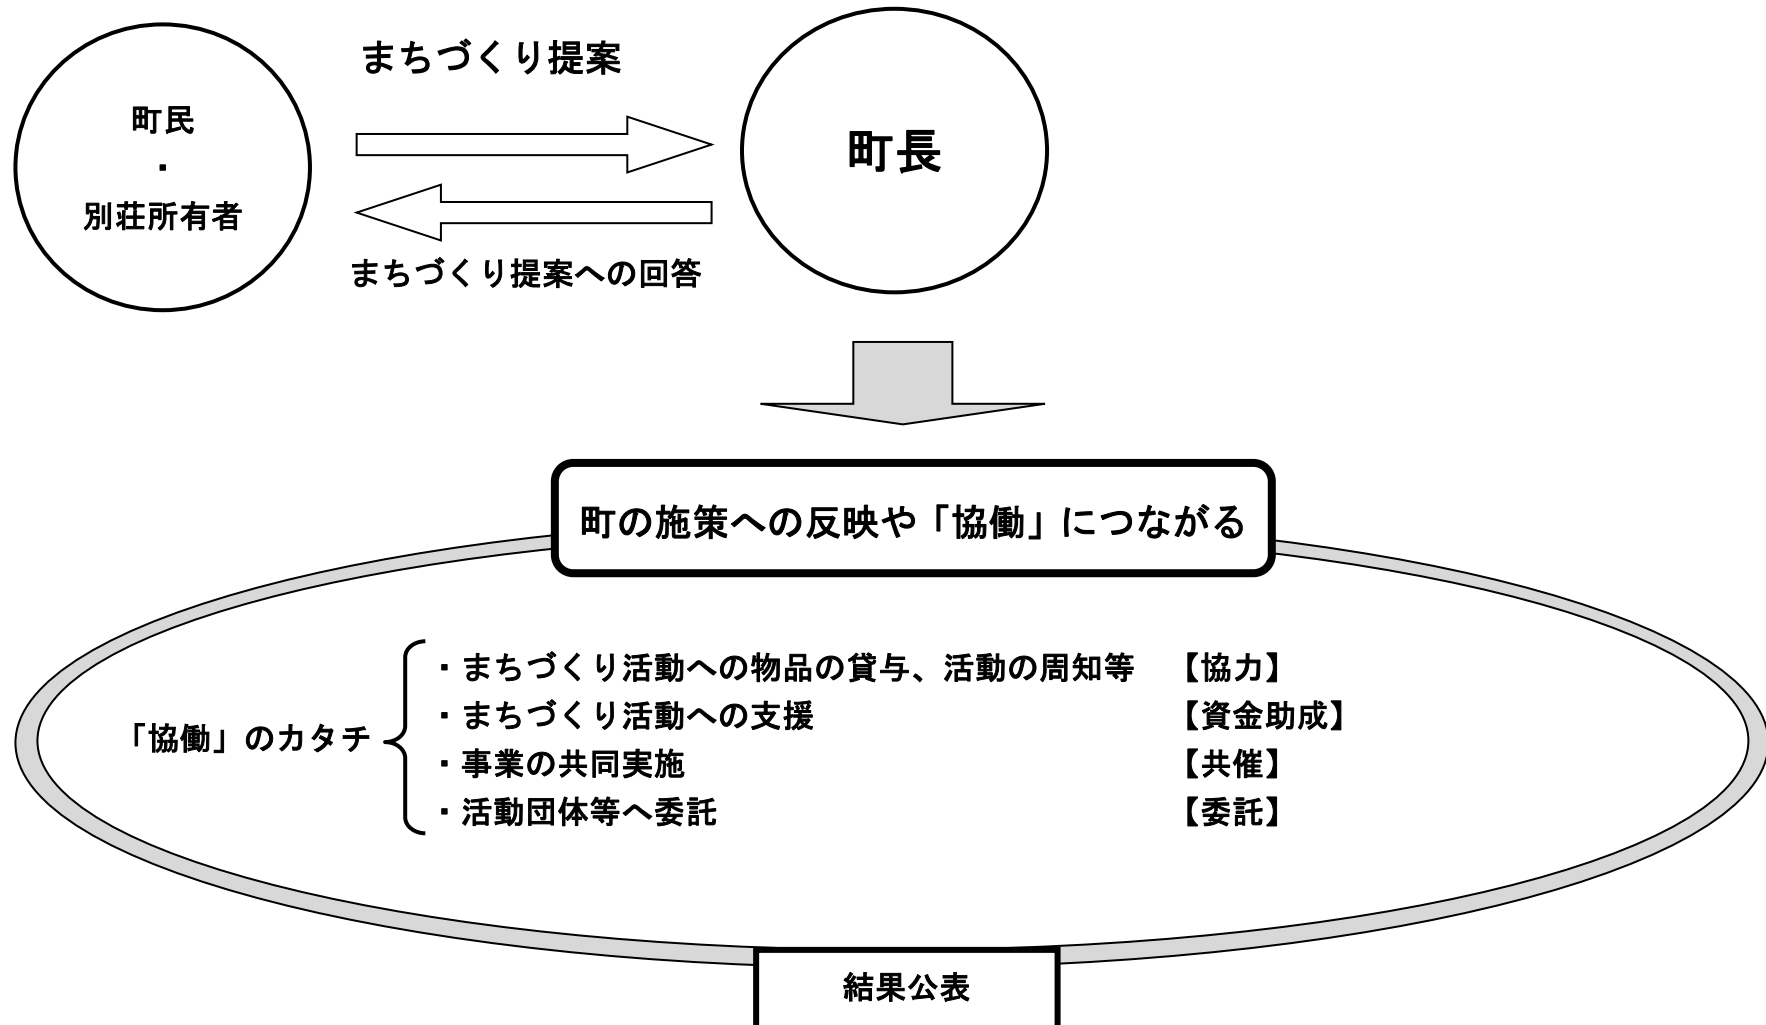 まちづくり提案
町民
・
別荘所有者
町長
まちづくり提案への回答
町の施策への反映や「協働」につながる
「協働」のカタチ
・まちづくり活動への物品の貸与、活動の周知等 【協力】
・まちづくり活動への支援 【資金助成】
・事業の共同実施 【共催】
・活動団体等へ委託 【委託】
結果公表